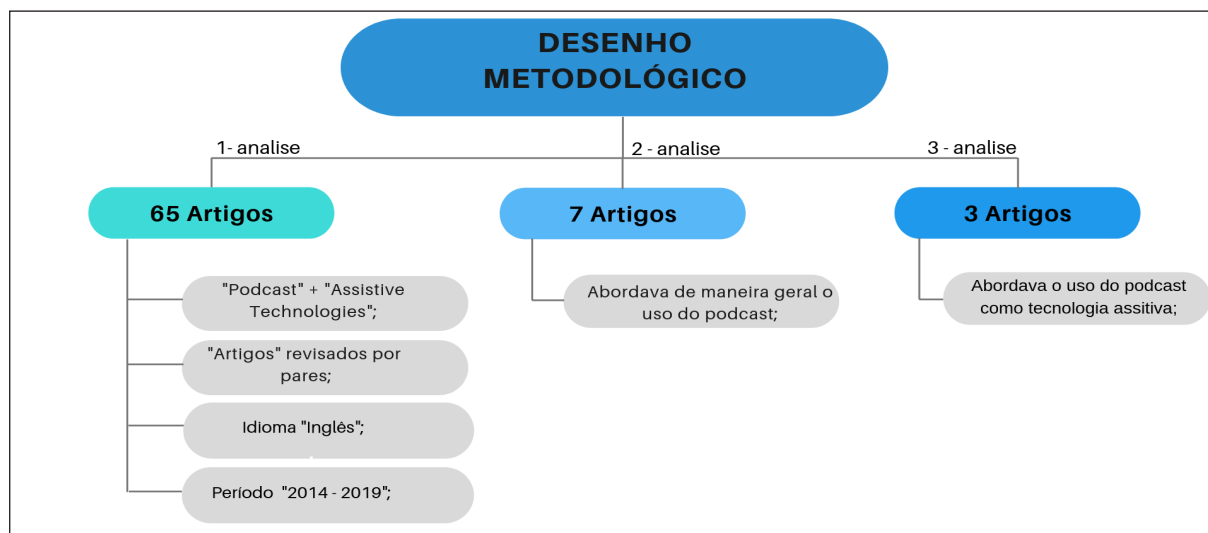 DESENHO
METODOLÓGICO
1- analise
2 - analise
3 - analise
65 Artigos
7 Artigos
3 Artigos
"Podcast" + "Assistive
Technologies";
"Artigos" revisados por
pares;
Idioma "Inglês";
Período "2014 - 2019";
Abordava de maneira geral o
uso do podcast;
Abordava o uso do podcast
como tecnologia assitiva;